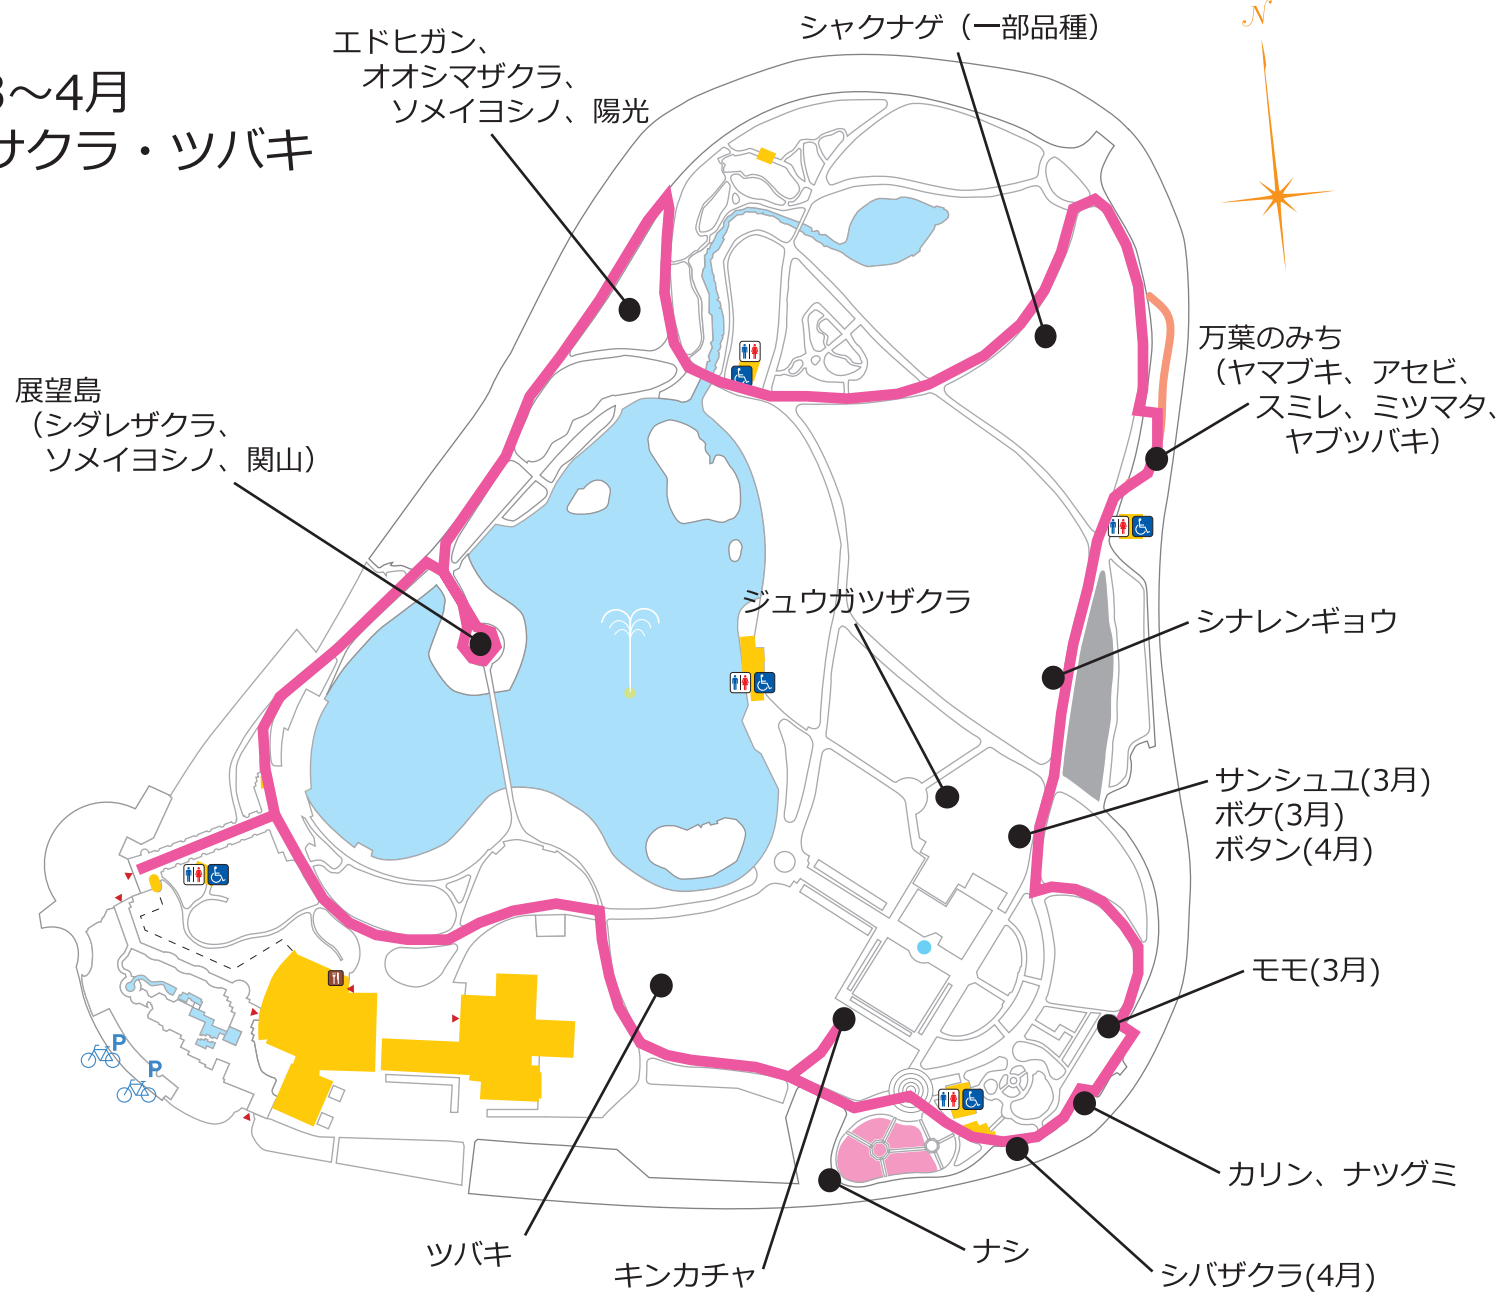 3～4月
サクラ・ツバキ
エドヒガン、
オオシマザクラ、
ソメイヨシノ、陽光
シャクナゲ（一部品種）
N
万葉のみち
（ヤマブキ、アセビ、
スミレ、ミツマタ、
ヤブツバキ）
展望島
（シダレザクラ、
ソメイヨシノ、関山）
ジュウガツザクラ
シナレンギョウ
サンシュユ(3月)
ボケ(3月)
ボタン(4月)
モモ(3月)
P
P
カリン、ナツグミ
ツバキ
キンカチャ
ナシ
シバザクラ(4月)